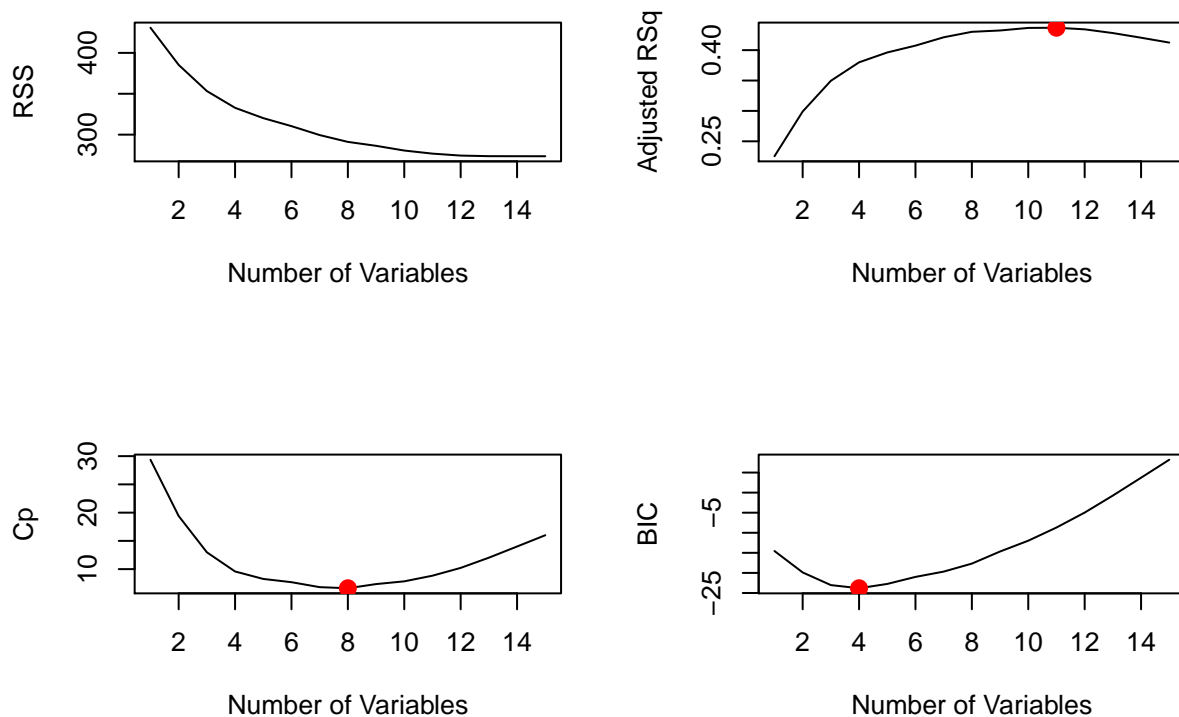 RSS
400
300
2 4 6 8 10 12 14
Number of Variables
Adjusted RSq
0.40
0.25
2 4 6 8 10 12 14
Number of Variables
Cp
30
20
10
2 4 6 8 10 12 14
Number of Variables
BIC
−5
−25
2 4 6 8 10 12 14
Number of Variables